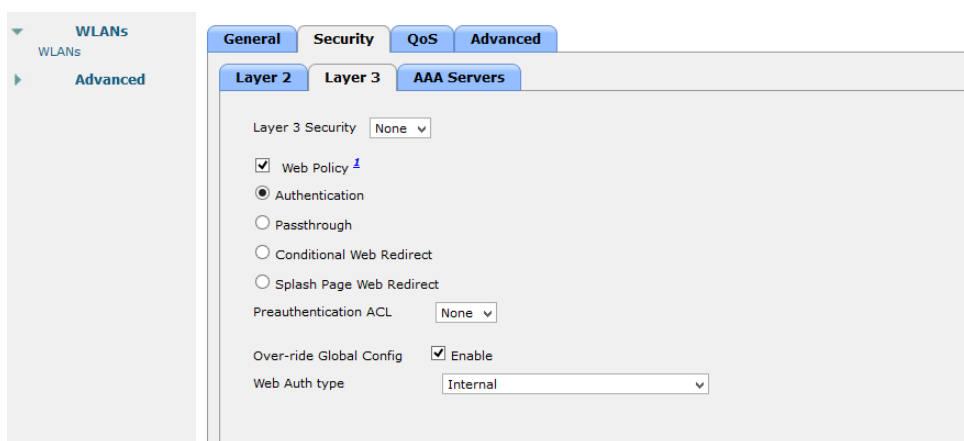 WLANs
WLANs
Advanced
General Security QoS Advanced
Layer 2 Layer 3 AAA Servers
Layer 3 Security None
Web Policy 1
Authentication
Passthrough
Conditional Web Redirect
Splash Page Web Redirect
Preauthentication ACL None
Over-ride Global Config Enable
Web Auth type Internal